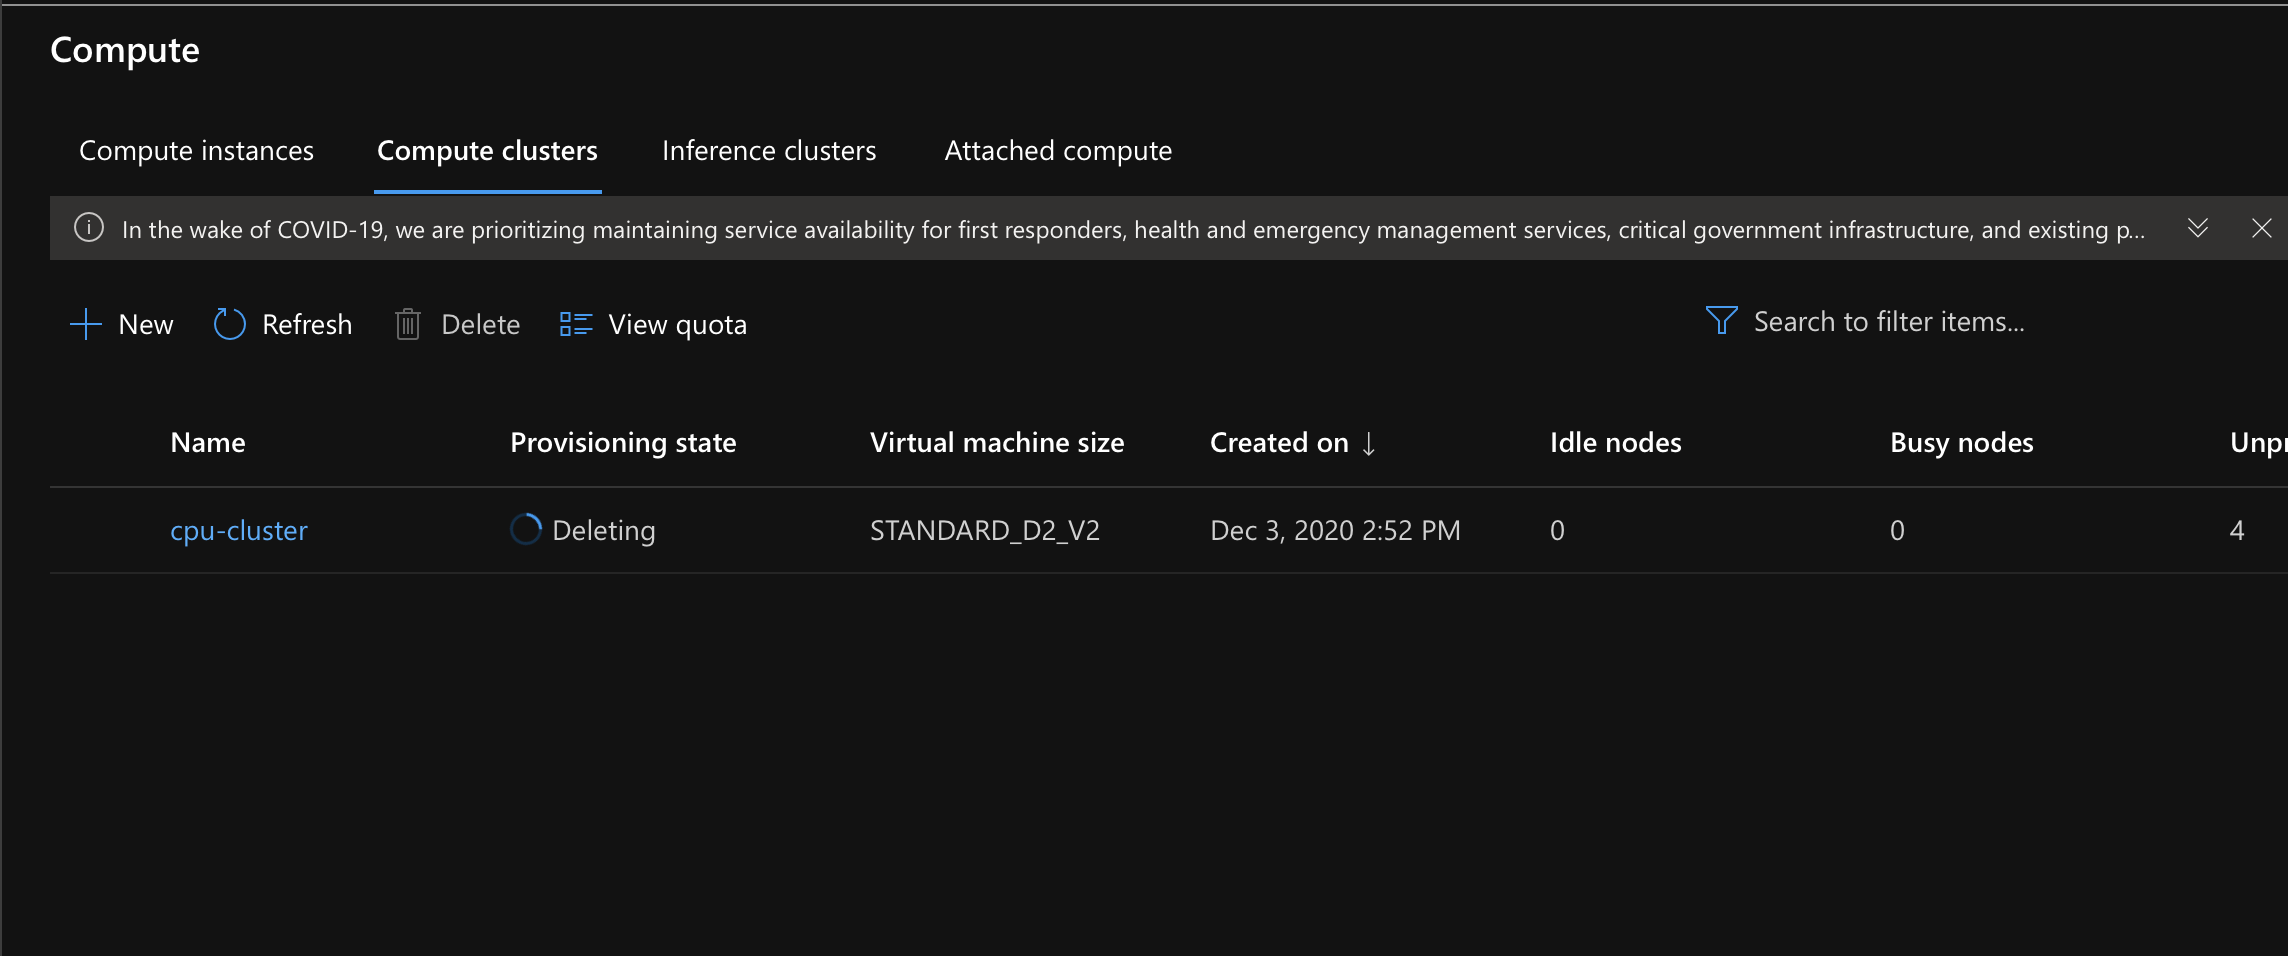 Compute
Compute instances Compute clusters Inference clusters Attached compute
In the wake of COVID-19, we are prioritizing maintaining service availability for first responders, health and emergency management services, critical government infrastructure, and existing p...
New Refresh Delete View quota Search to filter items...
Name Provisioning state Virtual machine size Created on ↓ Idle nodes Busy nodes Unpr
cpu-cluster Deleting STANDARD_D2_V2 Dec 3, 2020 2:52 PM 0 0 4